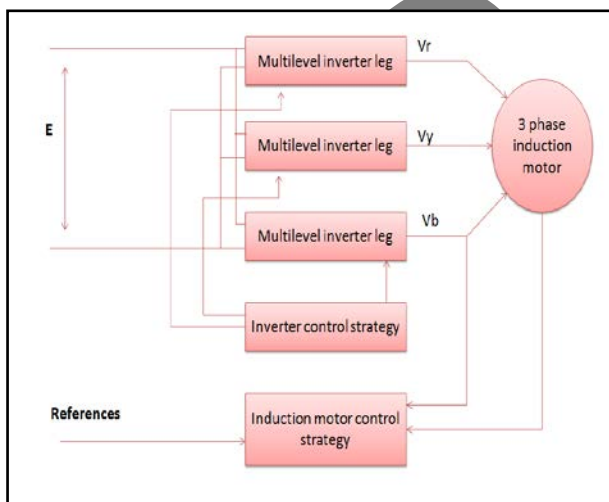 Multilevel inverter leg
Vr
E
Multilevel inverter leg
Vy
3 phase
induction
motor
Multilevel inverter leg
Vb
Inverter control strategy
References
Induction motor control
strategy